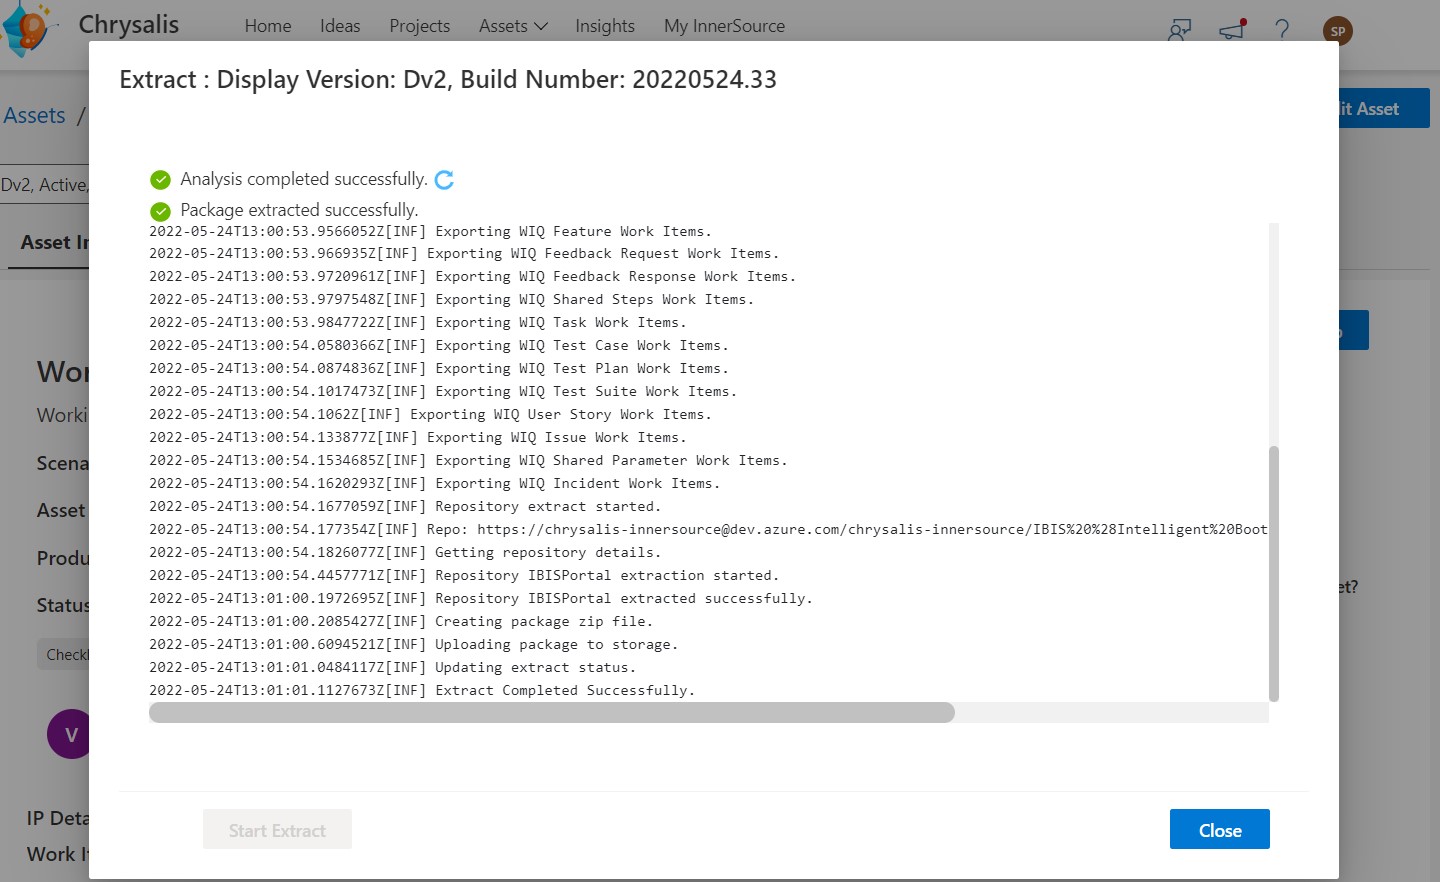 Chrysalis
Home Ideas Projects Assets Insights My InnerSource
? SP
Extract : Display Version: Dv2, Build Number: 20220524.33
Assets /
it Asset
Analysis completed successfully.
Dv2, Active,
Package extracted successfully.
2022-05-24T13:00:53.9566052Z[INF] Exporting WIQ Feature Work Items.
Asset
2022-05-24T13:00:53.966935Z[INF] Exporting WIQ Feedback Request Work Items.
2022-05-24T13:00:53.9720961Z[INF] Exporting WIQ Feedback Response Work Items.
2022-05-24T13:00:53.9797548Z[INF] Exporting WIQ Shared Steps Work Items.
2022-05-24T13:00:53.9847722Z[INF] Exporting WIQ Task Work Items.
2022-05-24T13:00:54.0580366Z[INF] Exporting WIQ Test Case Work Items.
2022-05-24T13:00:54.0874836Z[INF] Exporting WIQ Test Plan Work Items.
Wor
2022-05-24T13:00:54.1017473Z[INF] Exporting WIQ Test Suite Work Items.
2022-05-24T13:00:54.1062Z[INF] Exporting WIQ User Story Work Items.
Worki
2022-05-24T13:00:54.133877Z[INF] Exporting WIQ Issue Work Items.
2022-05-24T13:00:54.1534685Z[INF] Exporting WIQ Shared Parameter Work Items.
Scena
2022-05-24T13:00:54.1620293Z[INF] Exporting WIQ Incident Work Items.
2022-05-24T13:00:54.1677059Z[INF] Repository extract started.
Asset
2022-05-24T13:00:54.177354Z[INF] Repo: https://chrysalis-innersource@dev.azure.com/chrysalis-innersource/IBIS%20%28Intelligent%20Boot
2022-05-24T13:00:54.1826077Z[INF] Getting repository details.
Produ
2022-05-24T13:00:54.4457771Z[INF] Repository IBISPortal extraction started.
et?
2022-05-24T13:01:00.1972695Z[INF] Repository IBISPortal extracted successfully.
Status
2022-05-24T13:01:00.2085427Z[INF] Creating package zip file.
2022-05-24T13:01:00.6094521Z[INF] Uploading package to storage.
Checkl
2022-05-24T13:01:01.0484117Z[INF] Updating extract status.
2022-05-24T13:01:01.1127673Z[INF] Extract Completed Successfully.
V
IP Deta
Start Extract
Close
Work It